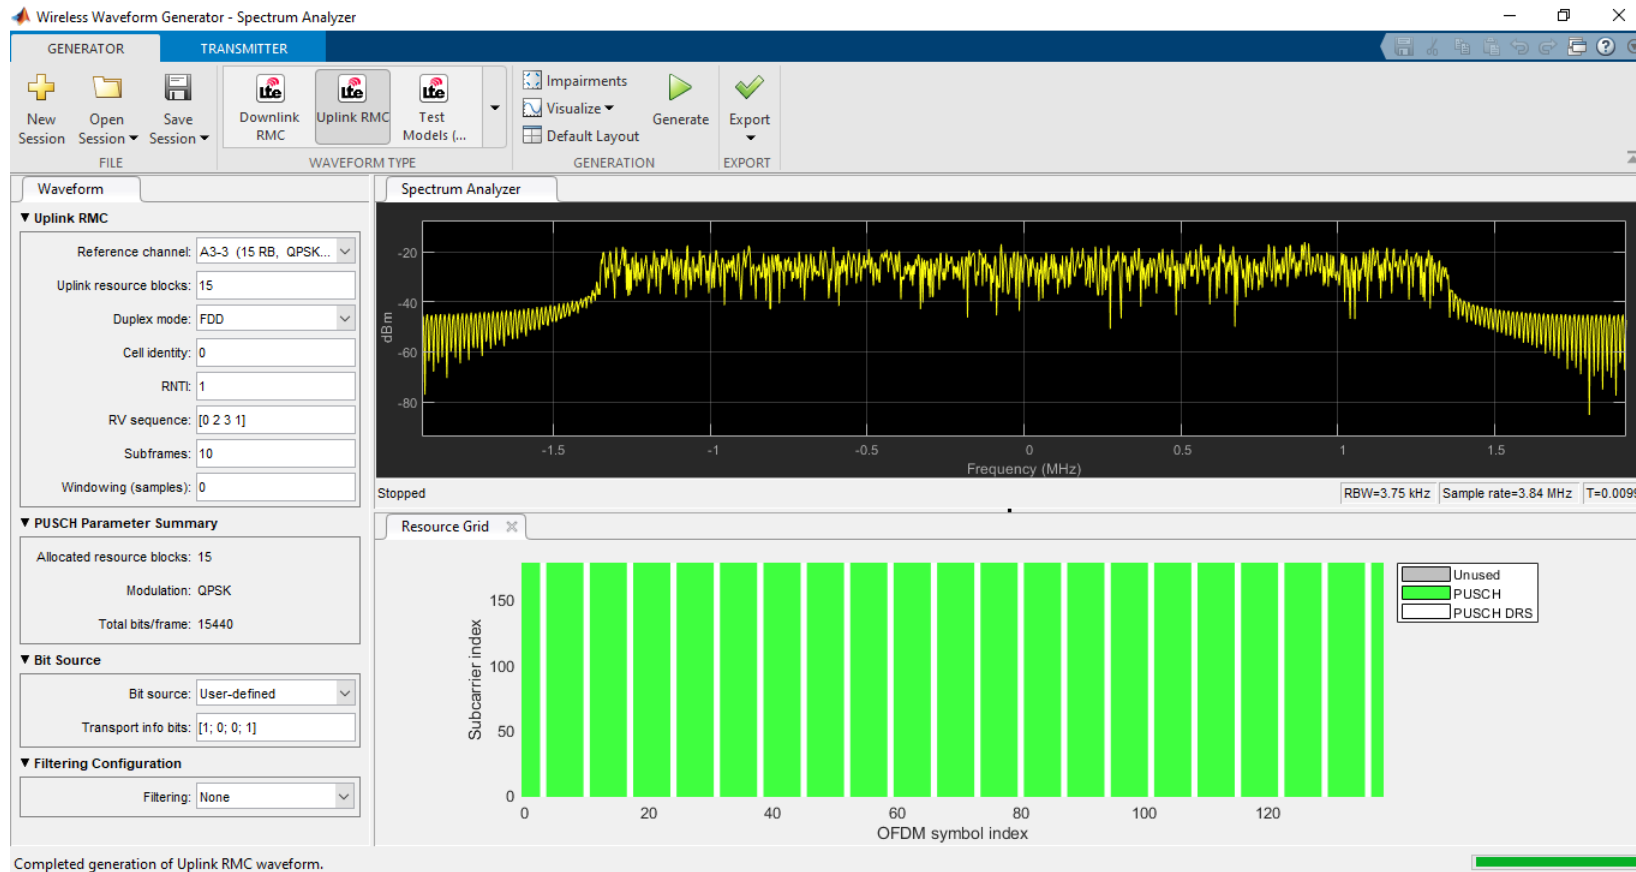 Wireless Waveform Generator - Spectrum Analyzer
GENERATOR TRANSMITTER
New Session
Open Session
Save Session
FILE
lte Downlink RMC
lte Uplink RMC
lte Test Models (...
WAVEFORM TYPE
Impairments
Visualize
Default Layout
Generate
GENERATION
Export
EXPORT
Waveform
Uplink RMC
Reference channel: A3-3 (15 RB, QPSK...
Uplink resource blocks: 15
Duplex mode: FDD
Cell identity: 0
RNTI: 1
RV sequence: [0 2 3 1]
Subframes: 10
Windowing (samples): 0
PUSCH Parameter Summary
Allocated resource blocks: 15
Modulation: QPSK
Total bits/frame: 15440
Bit Source
Bit source: User-defined
Transport info bits: [1; 0; 0; 1]
Filtering Configuration
Filtering: None
Spectrum Analyzer
dBm
-20
-40
-60
-80
-1.5 -1 -0.5 0 0.5 1 1.5
Frequency (MHz)
Stopped RBW=3.75 kHz Sample rate=3.84 MHz T=0.009
Resource Grid
Subcarrier index
150
100
50
0
0 20 40 60 80 100 120
OFDM symbol index
Unused
PUSCH
PUSCH DRS
Completed generation of Uplink RMC waveform.